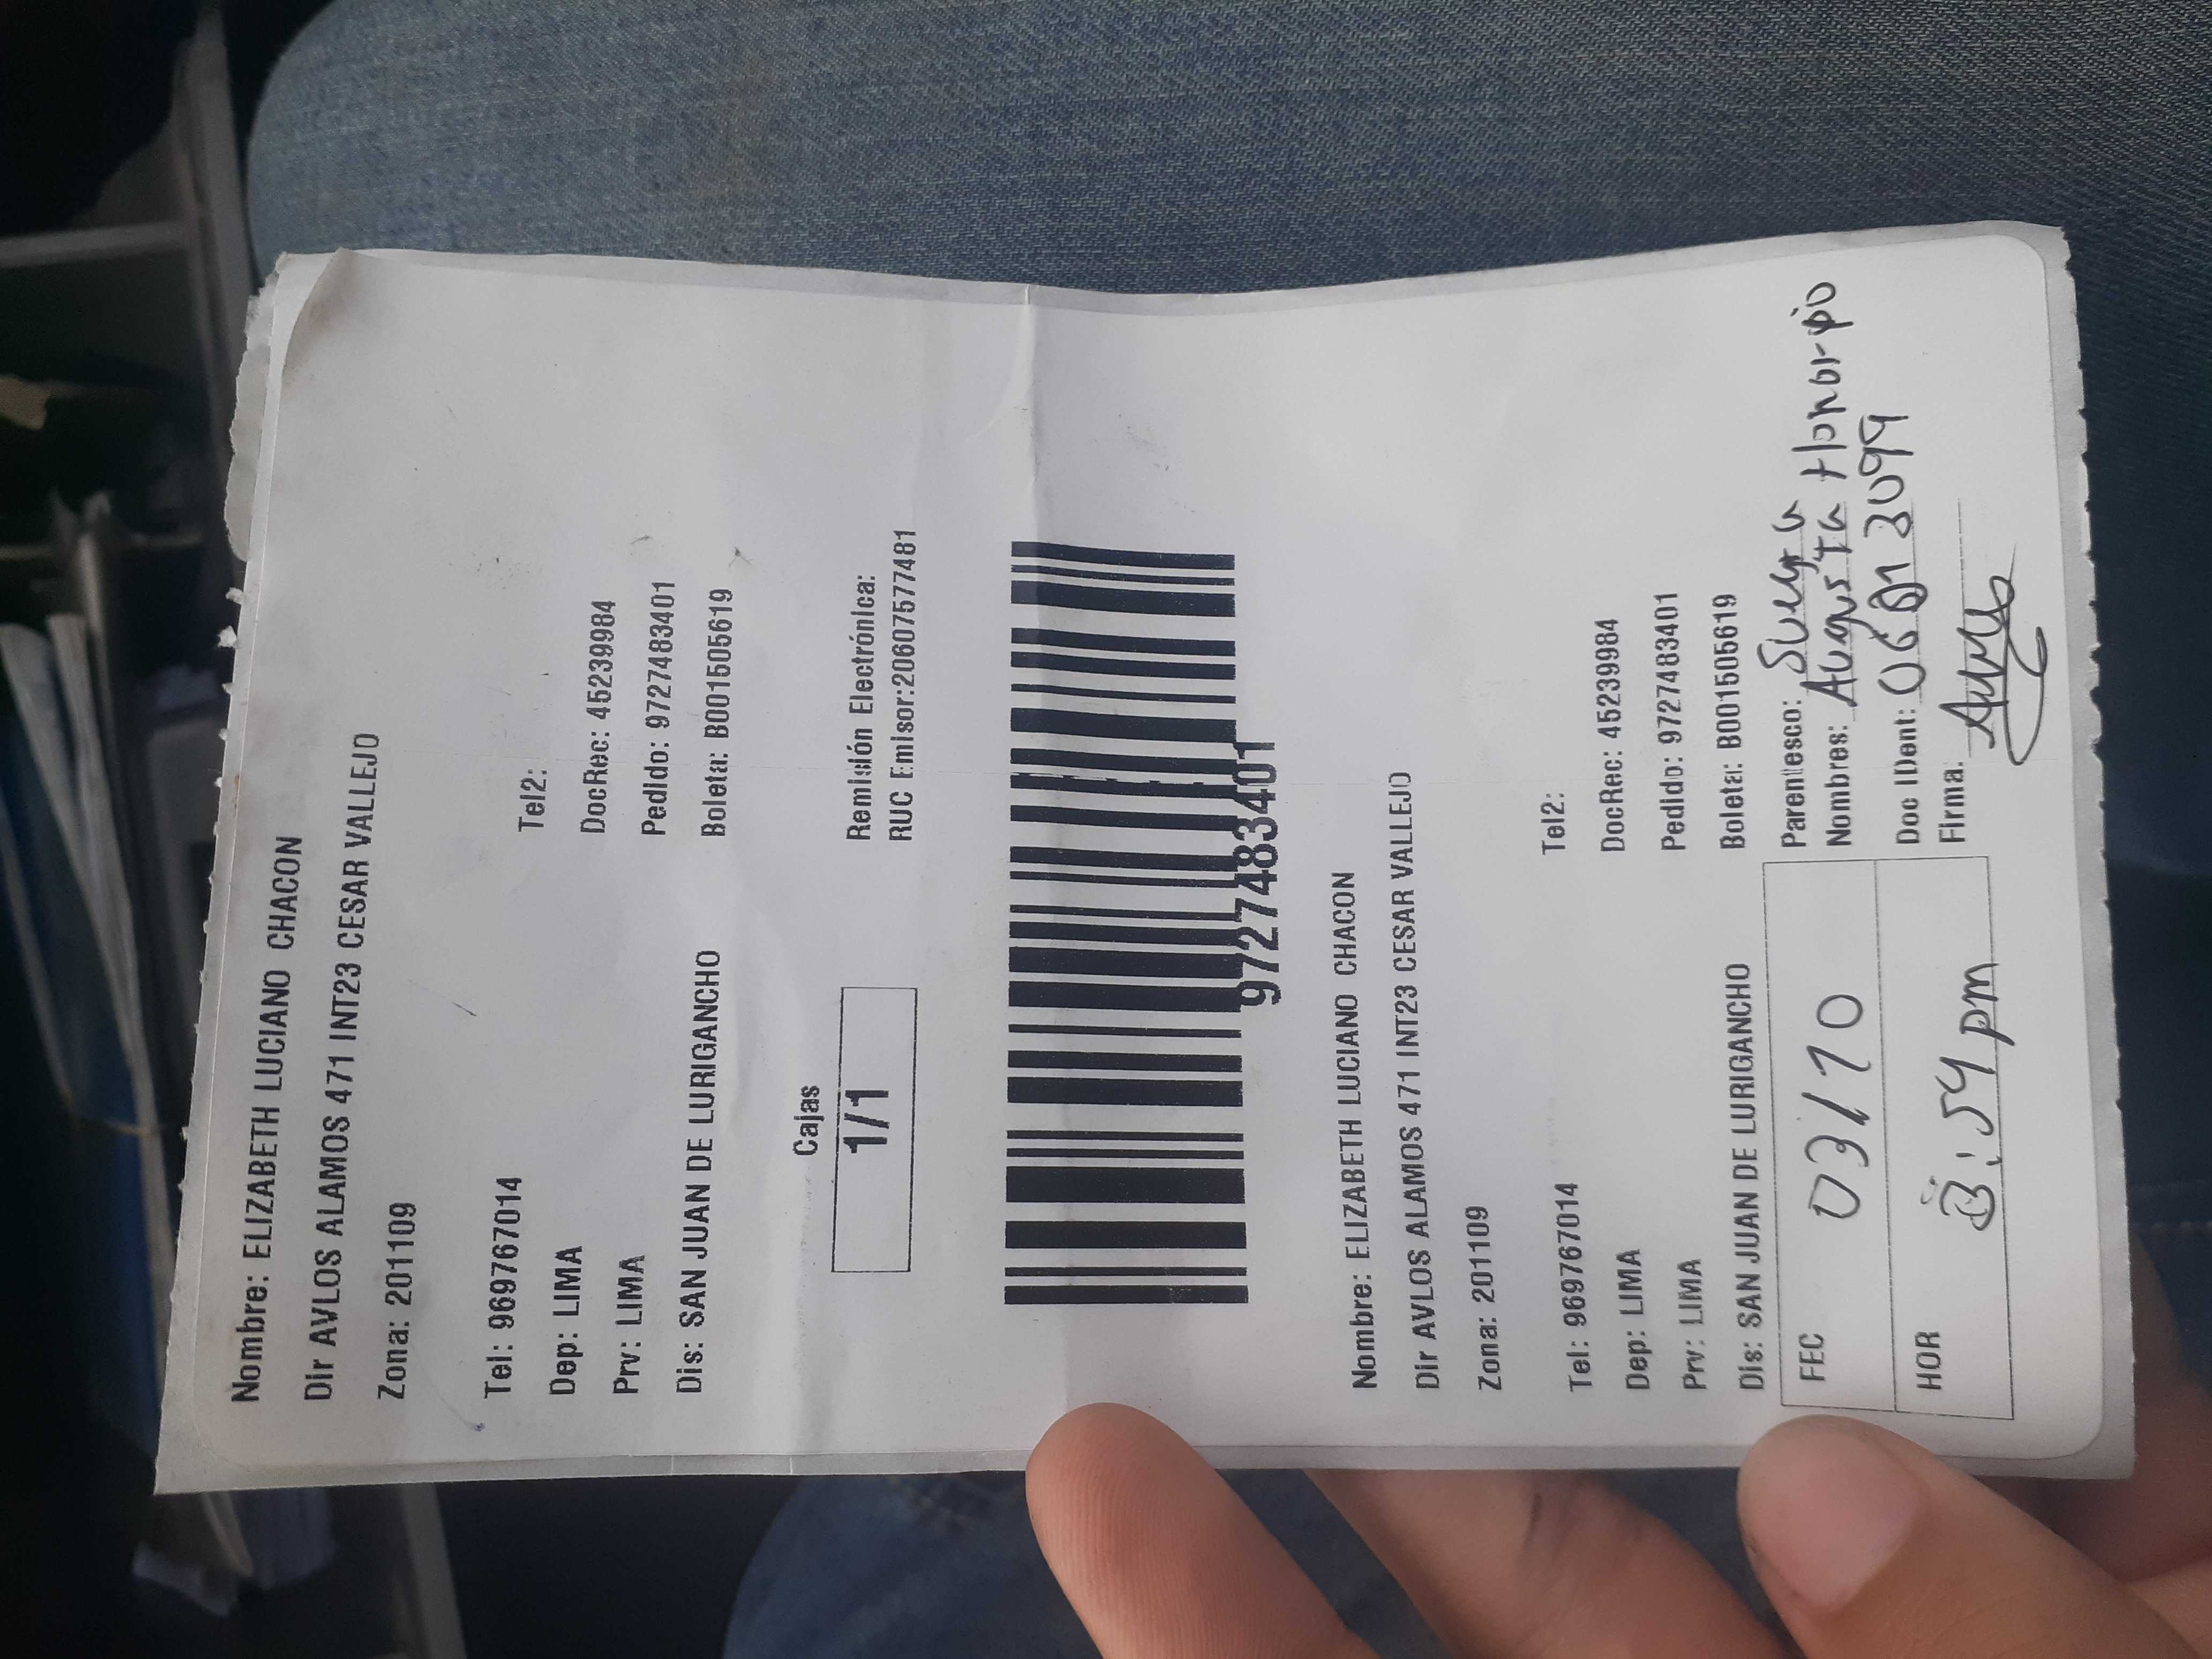 Nombre: ELIZABETH LUCIANO CHACON
Dir AVLOS ALAMOS 471 INT23 CESAR VALLEJO
Zona: 201109
Tel: 969767014
Tel2:
Dep: LIMA
DocRec: 45239984
Prv: LIMA
Pedido: 9727483401
Dis: SAN JUAN DE LURIGANCHO
Boleta: B001505619
Cajas
1/1
Remisión Electrónica:
RUC Emisor:20607577481
9727483401
Nombre: ELIZABETH LUCIANO CHACON
Dir AVLOS ALAMOS 471 INT23 CESAR VALLEJO
Zona: 201109
Tel: 969767014
Tel2:
Dep: LIMA
DocRec: 45239984
Prv: LIMA
Pedido: 9727483401
Dis: SAN JUAN DE LURIGANCHO
Boleta: B001505619
FEC 03/10
HOR 3:54 pm
Parentesco: Suegra
Nombres: Augusta Honorio
Doc IDent:
Firma: